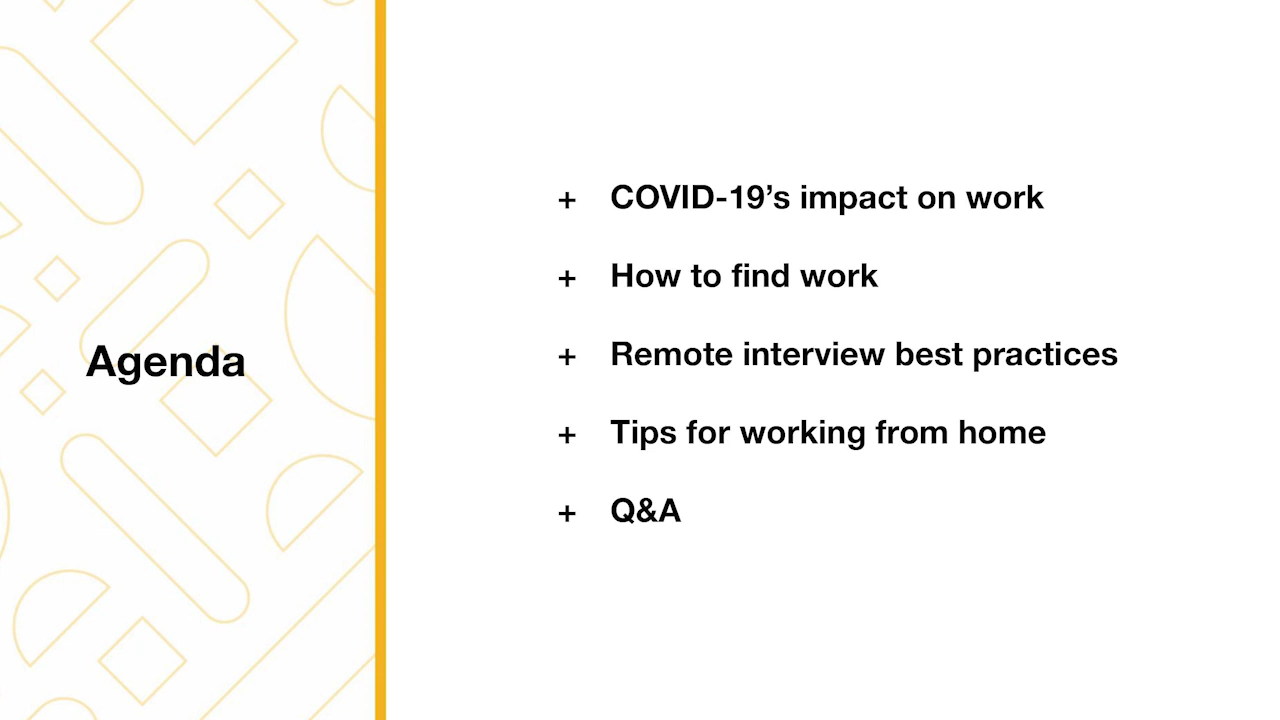 Agenda
+ COVID-19’s impact on work
+ How to find work
+ Remote interview best practices
+ Tips for working from home
+ Q&A